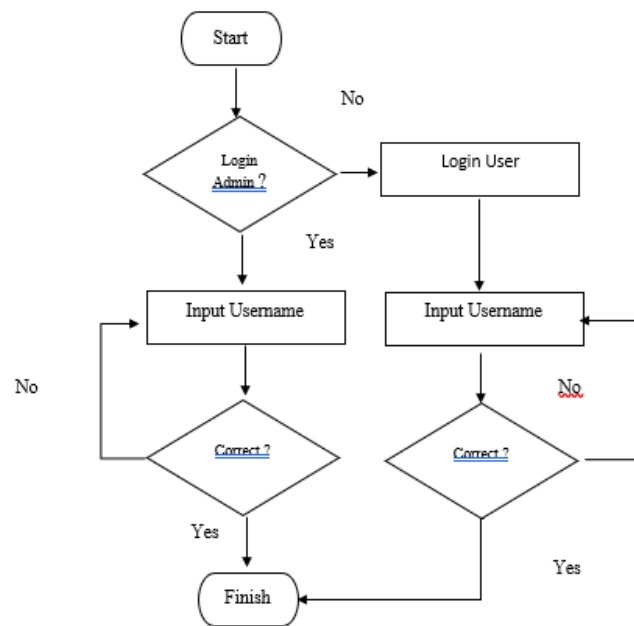 Start
No
Login
Admin ?
Login User
Yes
Input Username
Input Username
No
No
Correct ?
Correct ?
Yes
Yes
Finish